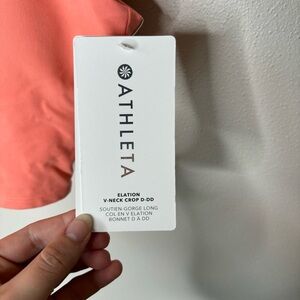 ATHLETA
ELATION
V-NECK CROP D-DD
SOUTIEN-GORGE LONG
COL EN V ELATION
BONNET D À DD